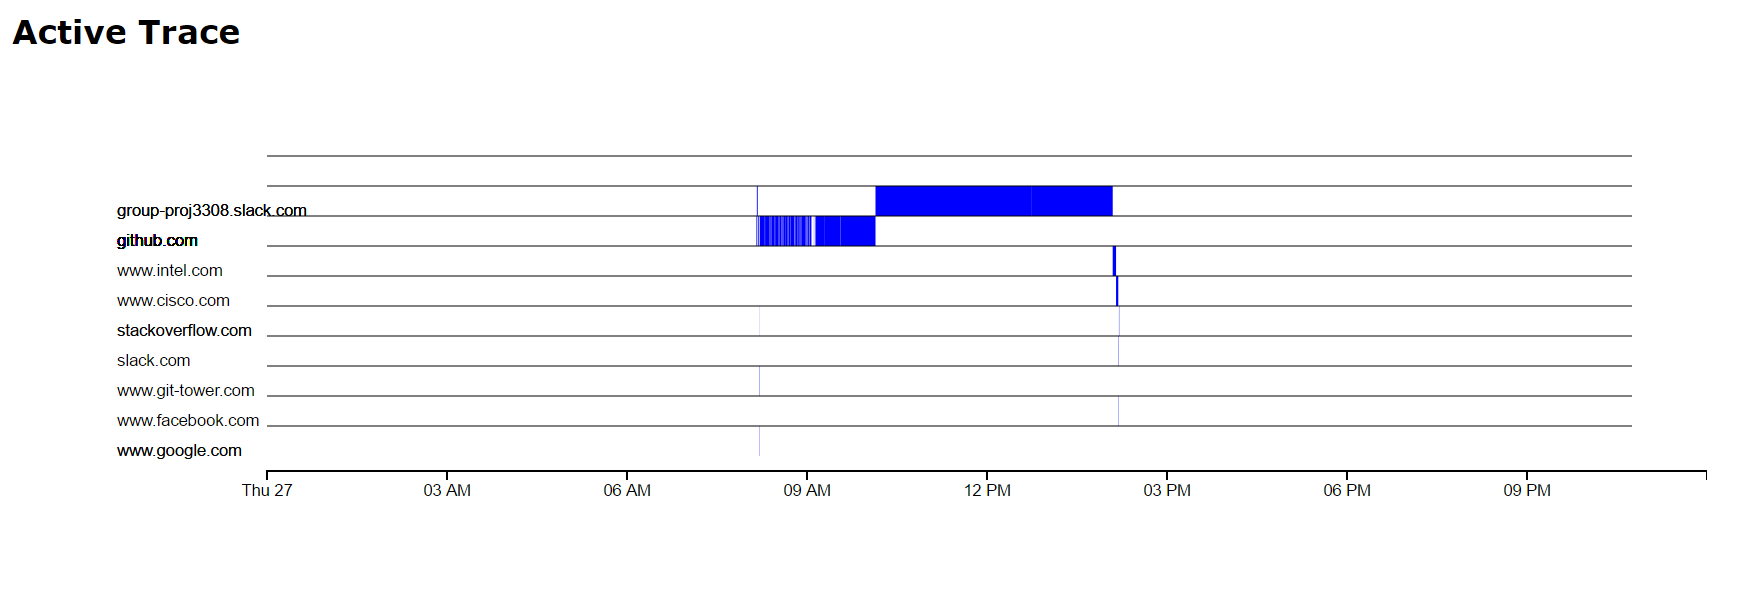 Active Trace
group-proj3308.slack.com
github.com
www.intel.com
www.cisco.com
stackoverflow.com
slack.com
www.git-tower.com
www.facebook.com
www.google.com
Thu 27 03 AM 06 AM 09 AM 12 PM 03 PM 06 PM 09 PM